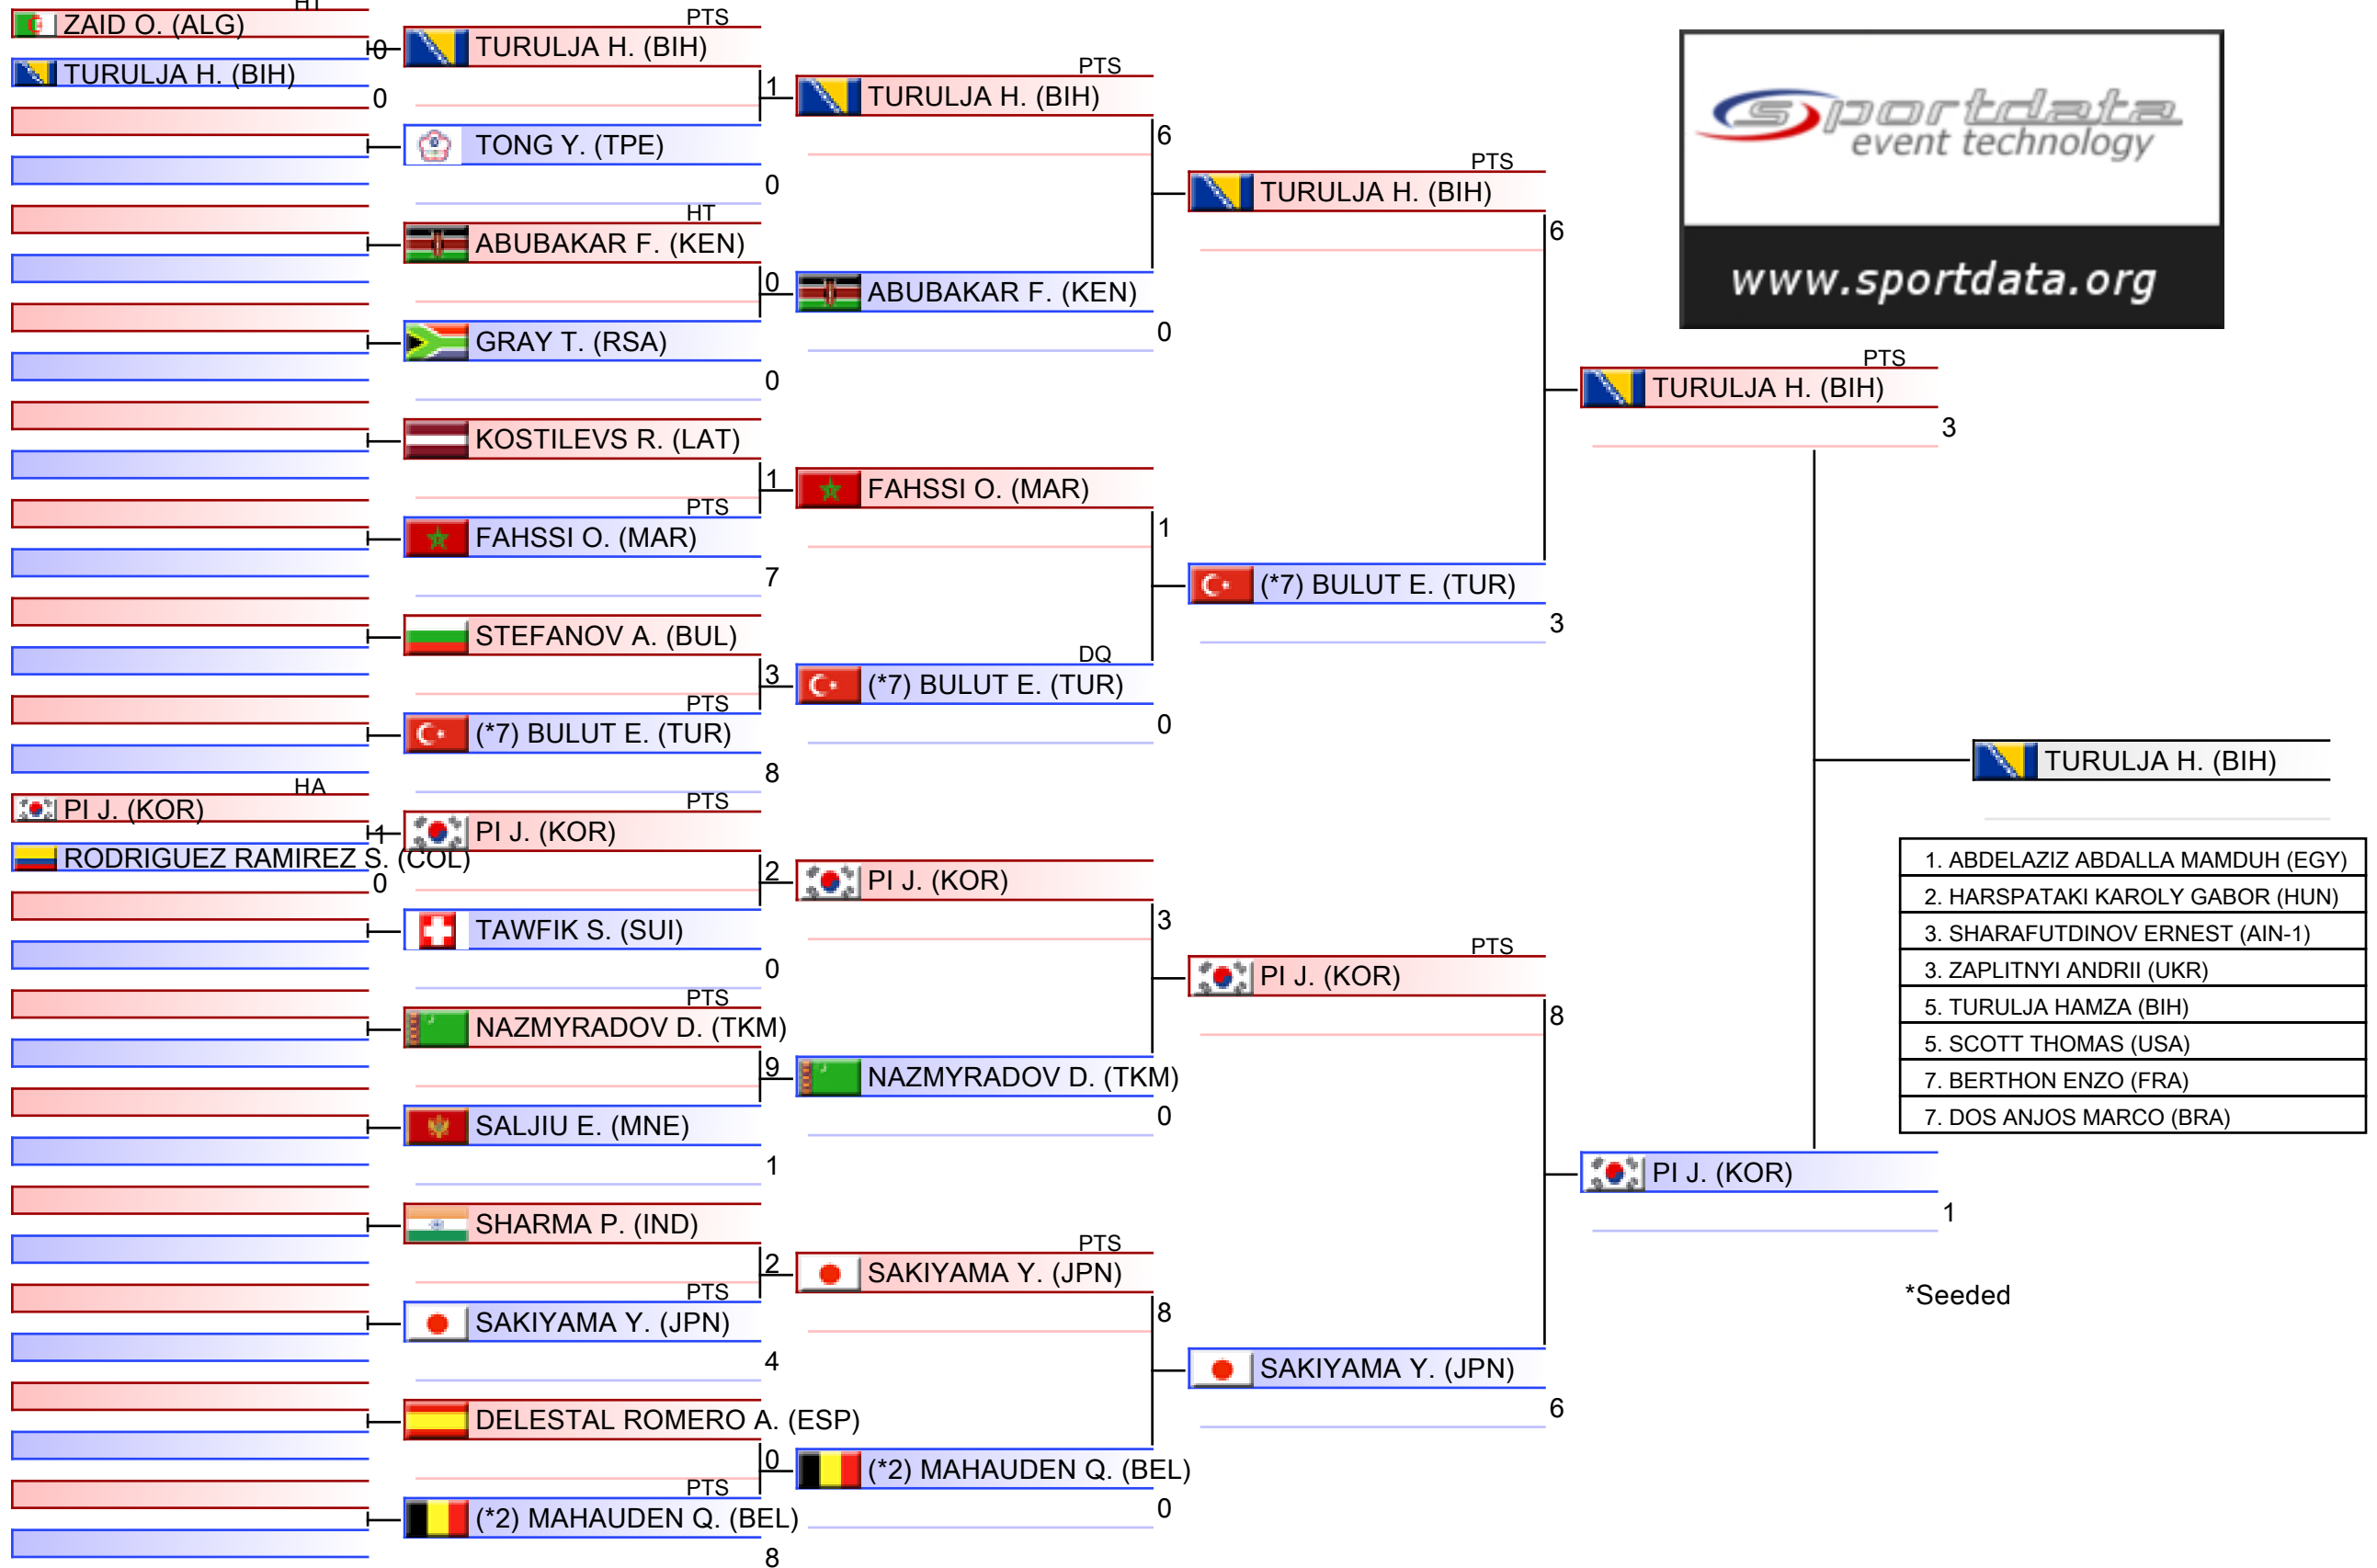 HT
ZAID O. (ALG)
0
TURULJA H. (BIH)
0
PI J. (KOR)
HA
1
RODRIGUEZ RAMIREZ S. (COL)
0
PTS
TURULJA H. (BIH)
1
TONG Y. (TPE)
0
HT
ABUBAKAR F. (KEN)
0
GRAY T. (RSA)
0
KOSTILEVS R. (LAT)
1
PTS
FAHSSI O. (MAR)
7
STEFANOV A. (BUL)
3
PTS
(*7) BULUT E. (TUR)
8
PTS
PI J. (KOR)
2
TAWFIK S. (SUI)
0
PTS
NAZMYRADOV D. (TKM)
9
SALJIU E. (MNE)
1
SHARMA P. (IND)
2
PTS
SAKIYAMA Y. (JPN)
4
DELESTAL ROMERO A. (ESP)
0
PTS
(*2) MAHAUDEN Q. (BEL)
8
PTS
TURULJA H. (BIH)
6
ABUBAKAR F. (KEN)
0
FAHSSI O. (MAR)
1
DQ
(*7) BULUT E. (TUR)
0
PI J. (KOR)
3
NAZMYRADOV D. (TKM)
0
PTS
SAKIYAMA Y. (JPN)
8
(*2) MAHAUDEN Q. (BEL)
0
PTS
TURULJA H. (BIH)
6
(*7) BULUT E. (TUR)
3
PTS
PI J. (KOR)
8
SAKIYAMA Y. (JPN)
6
PTS
TURULJA H. (BIH)
3
PI J. (KOR)
1
TURULJA H. (BIH)
sportdata
event technology
www.sportdata.org
1. ABDELAZIZ ABDALLA MAMDUH (EGY)
2. HARSPATAKI KAROLY GABOR (HUN)
3. SHARAFUTDINOV ERNEST (AIN-1)
3. ZAPLITNYI ANDRII (UKR)
5. TURULJA HAMZA (BIH)
5. SCOTT THOMAS (USA)
7. BERTHON ENZO (FRA)
7. DOS ANJOS MARCO (BRA)
*Seeded